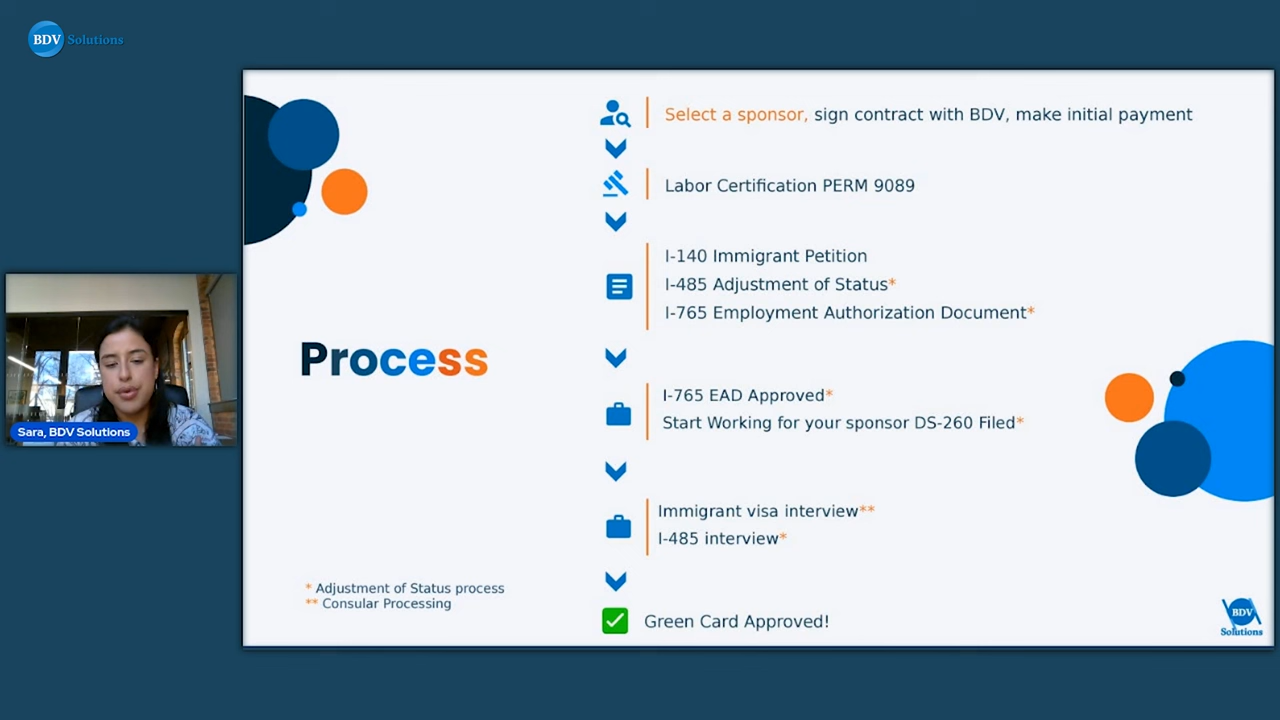 BDV Solutions
Select a sponsor, sign contract with BDV, make initial payment
Labor Certification PERM 9089
I-140 Immigrant Petition
I-485 Adjustment of Status*
I-765 Employment Authorization Document*
Process
I-765 EAD Approved*
Start Working for your sponsor DS-260 Filed*
Sara, BDV Solutions
Immigrant visa interview**
I-485 interview*
* Adjustment of Status process
** Consular Processing
Green Card Approved!
BDV
Solutions